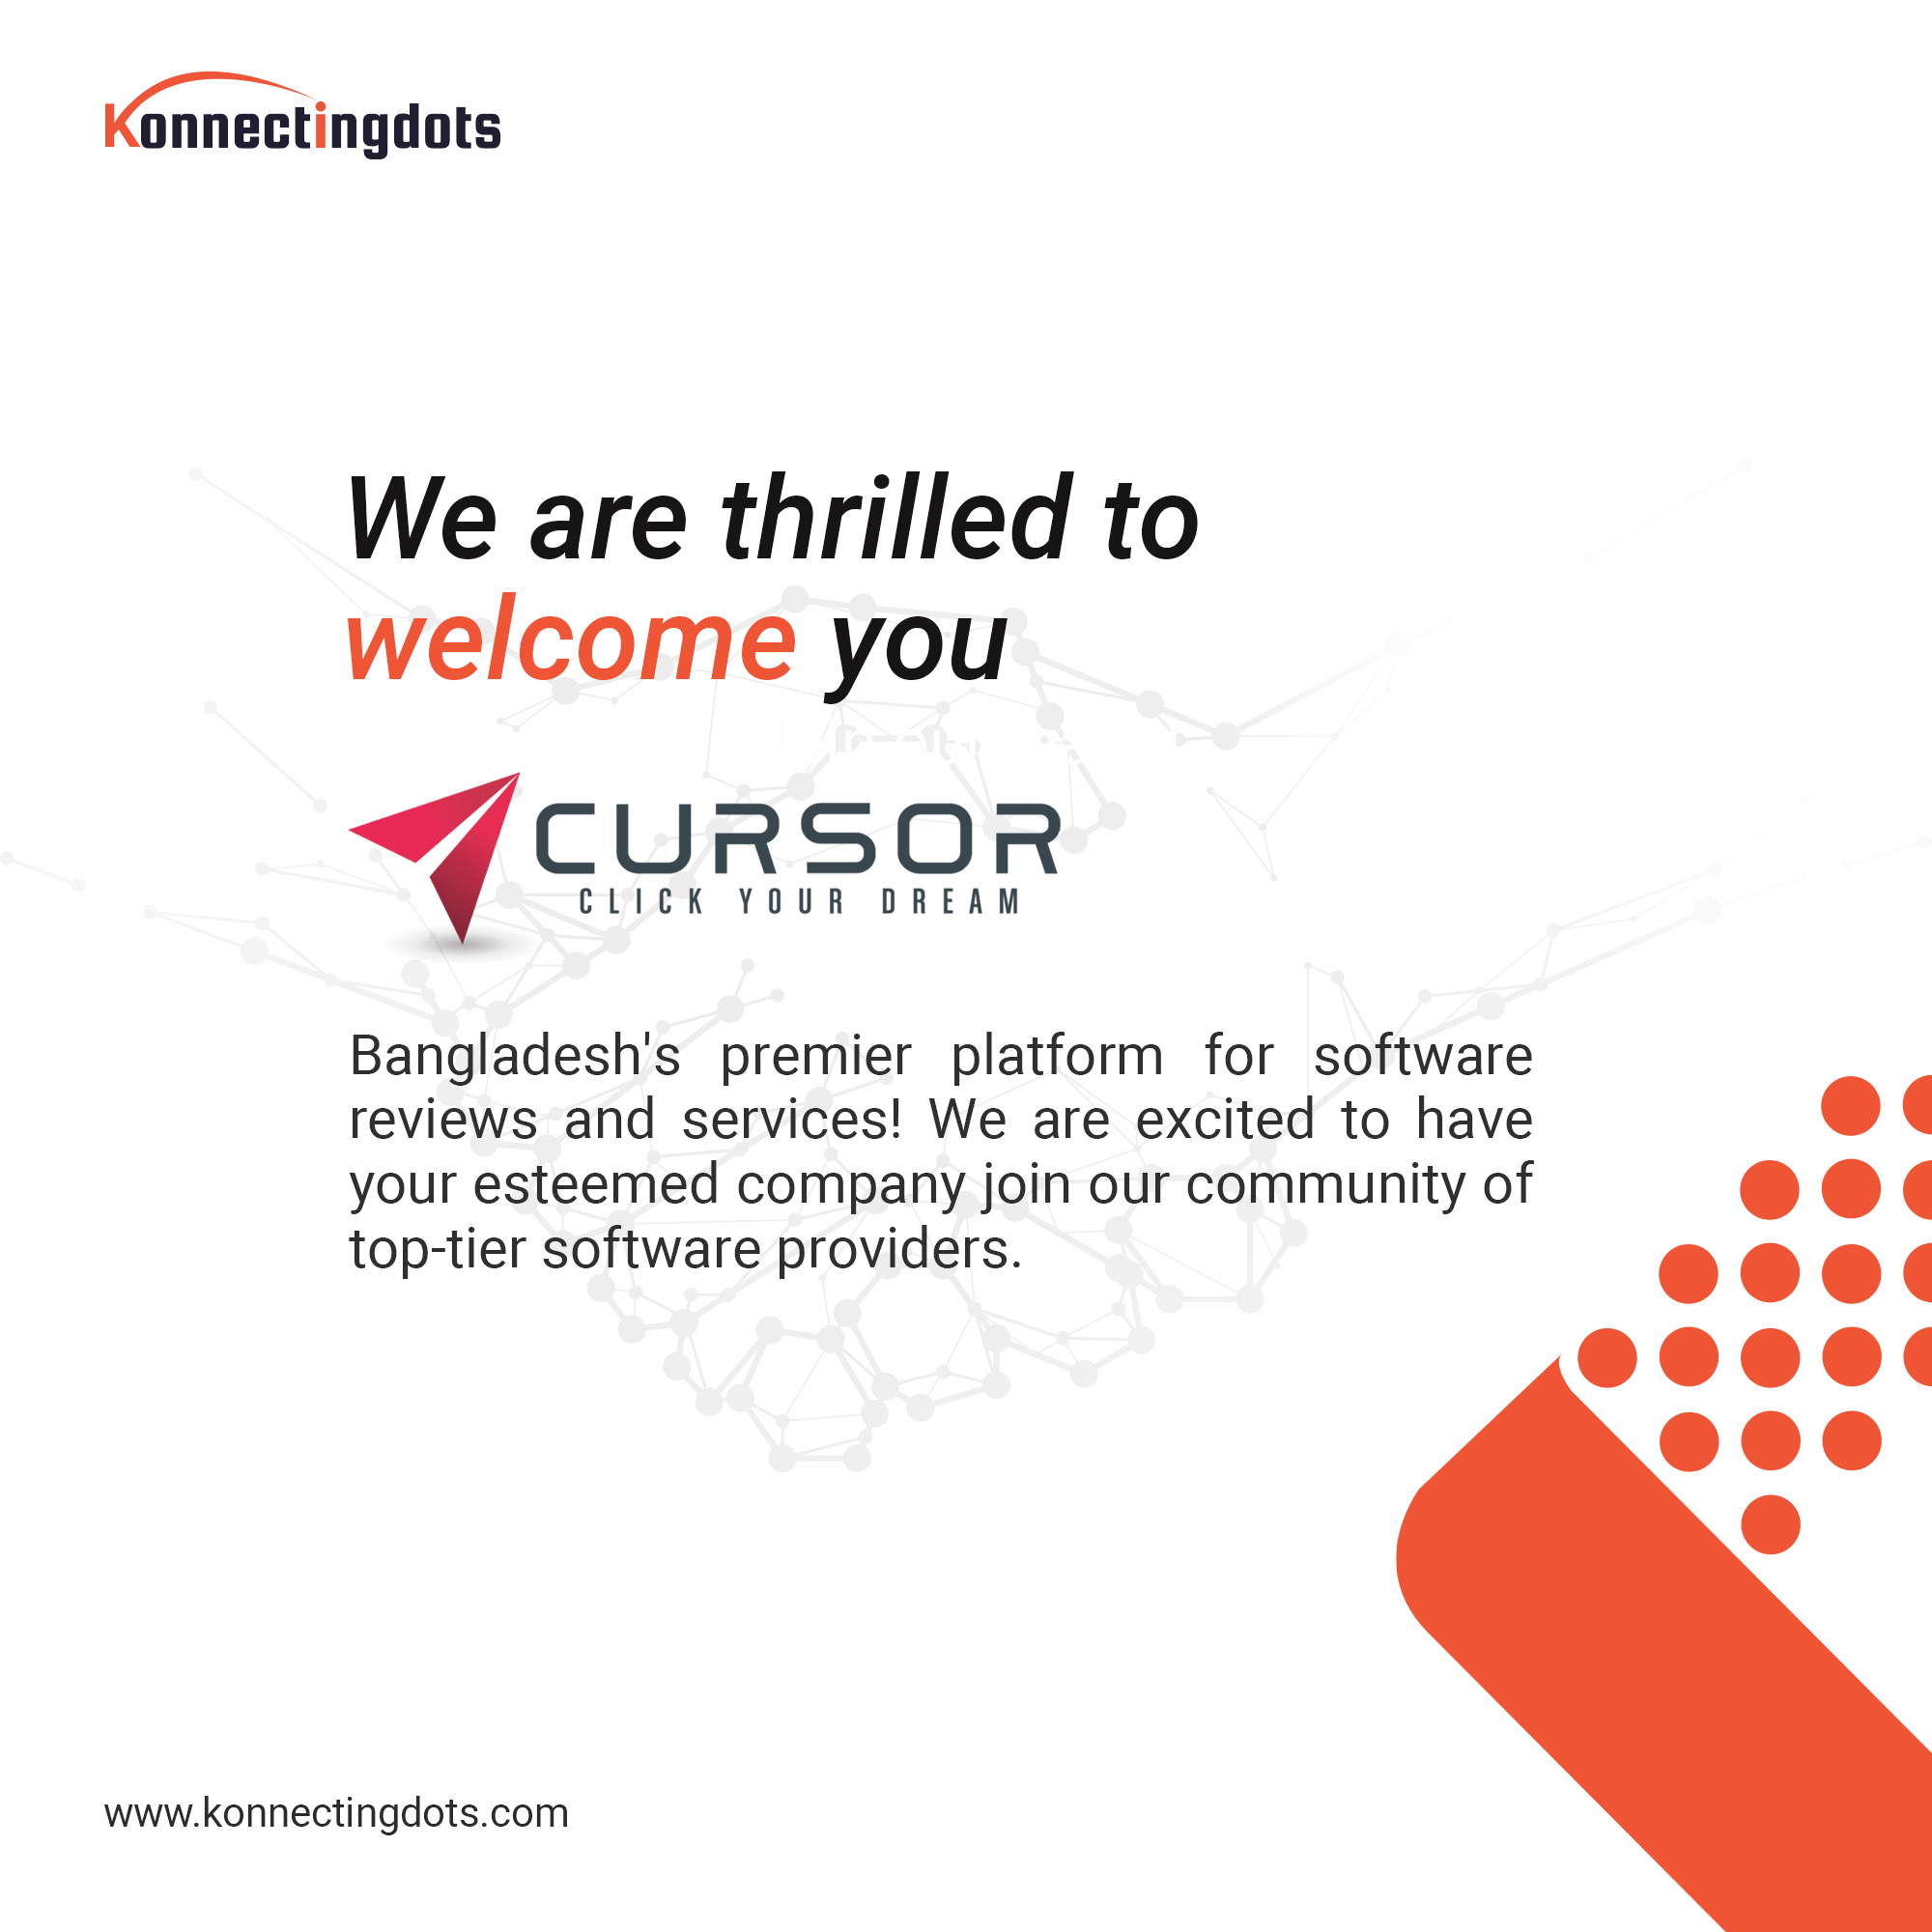 Konnectingdots
We are thrilled to
welcome you
CURSOR
CLICK YOUR DREAM
Bangladesh's premier platform for software
reviews and services! We are excited to have
your esteemed company join our community of
top-tier software providers.
www.konnectingdots.com